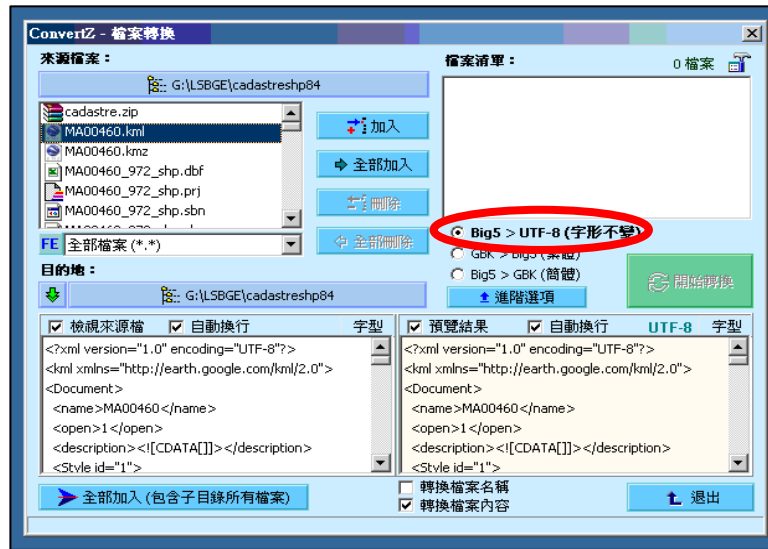 ConvertZ - 檔案轉換
來源檔案：
G:\LSBGE\cadastreshp84
cadastre.zip
MA00460.kml
MA00460.kmz
MA00460_972_shp.dbf
MA00460_972_shp.prj
MA00460_972_shp.sbn
FE 全部檔案 (*.*)
目的地：
G:\LSBGE\cadastreshp84
加入
全部加入
刪除
全部刪除
檔案清單：
0 檔案
Big5 > UTF-8 (字形不變)
GBK > Big5 (繁體)
Big5 > GBK (簡體)
進階選項
開始轉換
檢視來源檔 自動換行 字型
<?xml version="1.0" encoding="UTF-8"?>
<kml xmlns="http://earth.google.com/kml/2.0">
<Document>
<name>MA00460</name>
<open>1</open>
<description><![CDATA[]]></description>
<Style id="1">
預覽結果 自動換行 UTF-8 字型
<?xml version="1.0" encoding="UTF-8"?>
<kml xmlns="http://earth.google.com/kml/2.0">
<Document>
<name>MA00460</name>
<open>1</open>
<description><![CDATA[]]></description>
<Style id="1">
全部加入 (包含子目錄所有檔案)
轉換檔案名稱
轉換檔案內容
退出